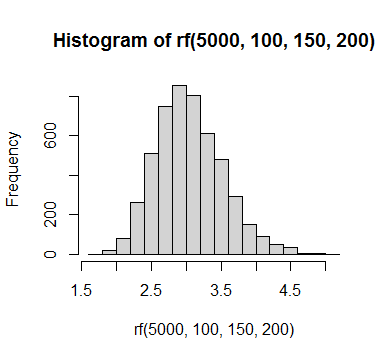 Histogram of rf(5000, 100, 150, 200)
Frequency
600
200
0
1.5 2.5 3.5 4.5
rf(5000, 100, 150, 200)